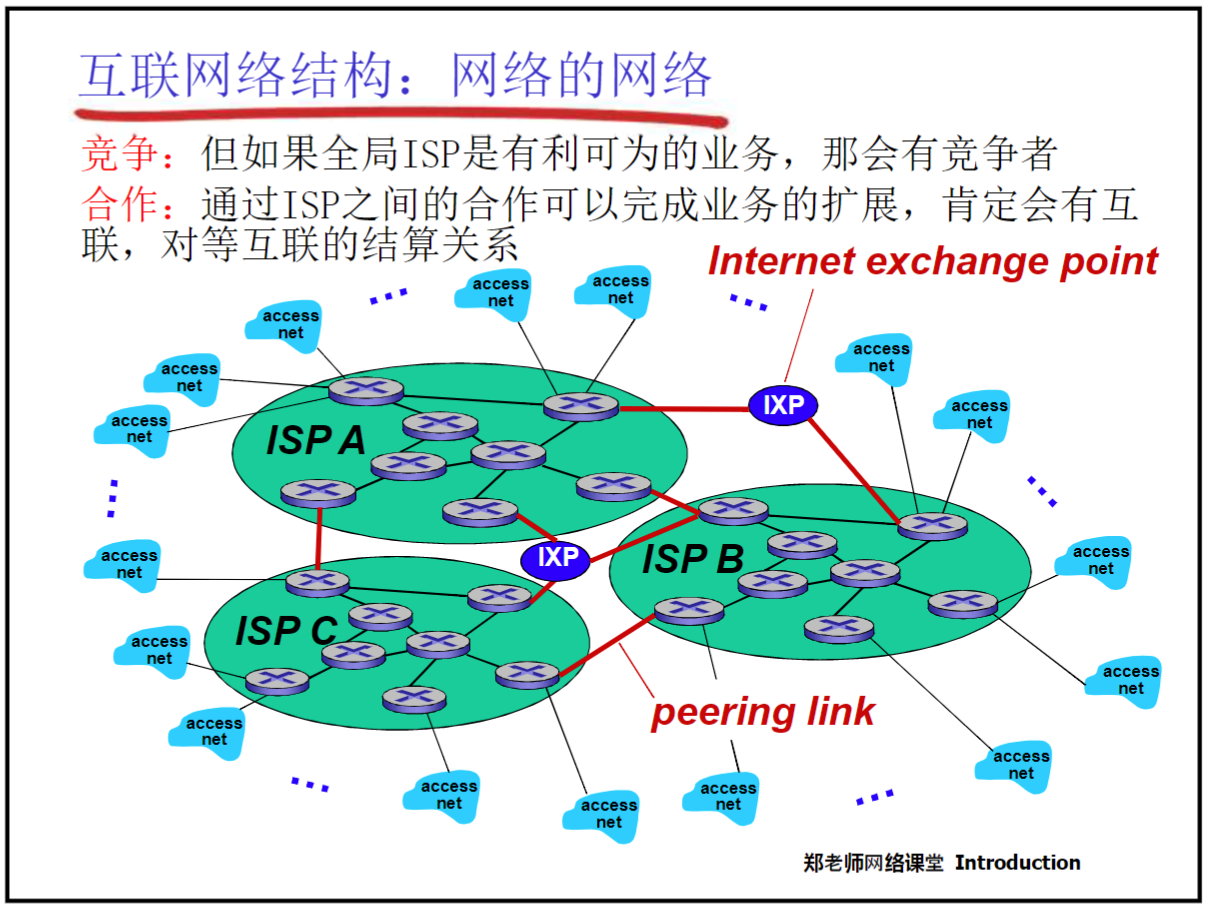 互联网络结构：网络的网络
竞争：但如果全局ISP是有利可为的业务，那会有竞争者
合作：通过ISP之间的合作可以完成业务的扩展，肯定会有互
联，对等互联的结算关系
Internet exchange point
access
net
access
net
access
net
access
net
access
net
access
net
access
net
IXP
ISP A
IXP
ISP B
ISP C
access
net
access
net
access
net
access
net
access
net
peering link
access
net
access
net
access
net
access
net
access
net
郑老师网络课堂 Introduction